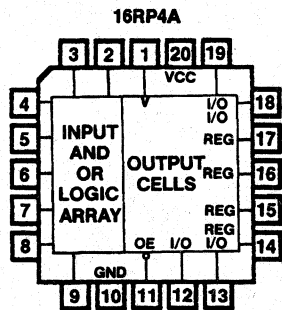 16RP4A
3 2 1 20 19
VCC
4 I/O 18
I/O
5 INPUT AND OR LOGIC ARRAY REG 17
6 OUTPUT CELLS REG 16
7 REG 15
REG
8 OE I/O I/O 14
GND
9 10 11 12 13